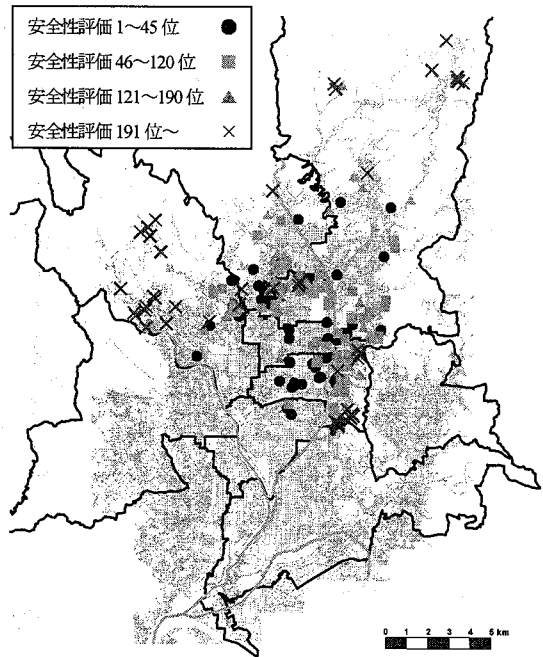 安全性評価 1～45 位
安全性評価 46～120 位
安全性評価 121～190 位
安全性評価 191 位～
0 1 2 3 4 5 km